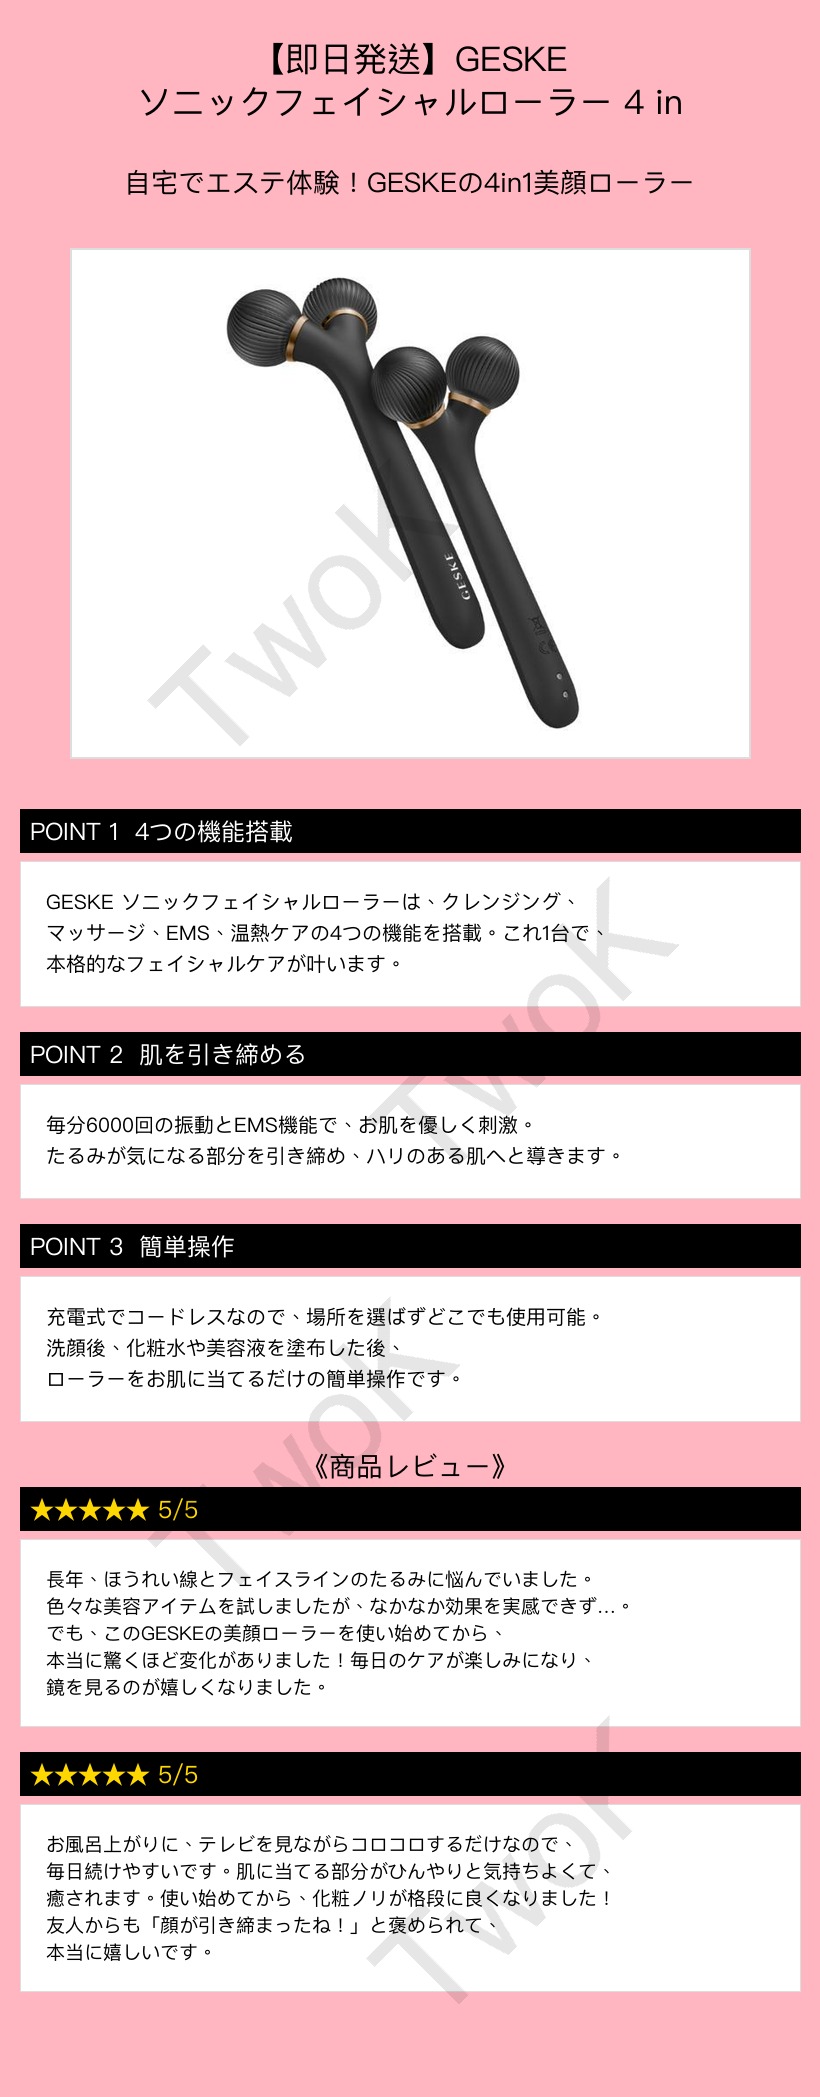 【即日発送】GESKE
ソニックフェイシャルローラー 4 in
自宅でエステ体験！GESKEの4in1美顔ローラー
GESKE
TwoK
POINT 1 4つの機能搭載
GESKE ソニックフェイシャルローラーは、クレンジング、
マッサージ、EMS、温熱ケアの4つの機能を搭載。これ1台で、
本格的なフェイシャルケアが叶います。
TwoK
POINT 2 肌を引き締める
毎分6000回の振動とEMS機能で、お肌を優しく刺激。
たるみが気になる部分を引き締め、ハリのある肌へと導きます。
POINT 3 簡単操作
充電式でコードレスなので、場所を選ばずどこでも使用可能。
洗顔後、化粧水や美容液を塗布した後、
ローラーをお肌に当てるだけの簡単操作です。
TwoK
《商品レビュー》
★★★★★ 5/5
長年、ほうれい線とフェイスラインのたるみに悩んでいました。
色々な美容アイテムを試しましたが、なかなか効果を実感できず…。
でも、このGESKEの美顔ローラーを使い始めてから、
本当に驚くほど変化がありました！毎日のケアが楽しみになり、
鏡を見るのが嬉しくなりました。
★★★★★ 5/5
お風呂上がりに、テレビを見ながらコロコロするだけなので、
毎日続けやすいです。肌に当てる部分がひんやりと気持ちよくて、
癒されます。使い始めてから、化粧ノリが格段に良くなりました！
友人からも「顔が引き締まったね！」と褒められて、
本当に嬉しいです。
TwoK